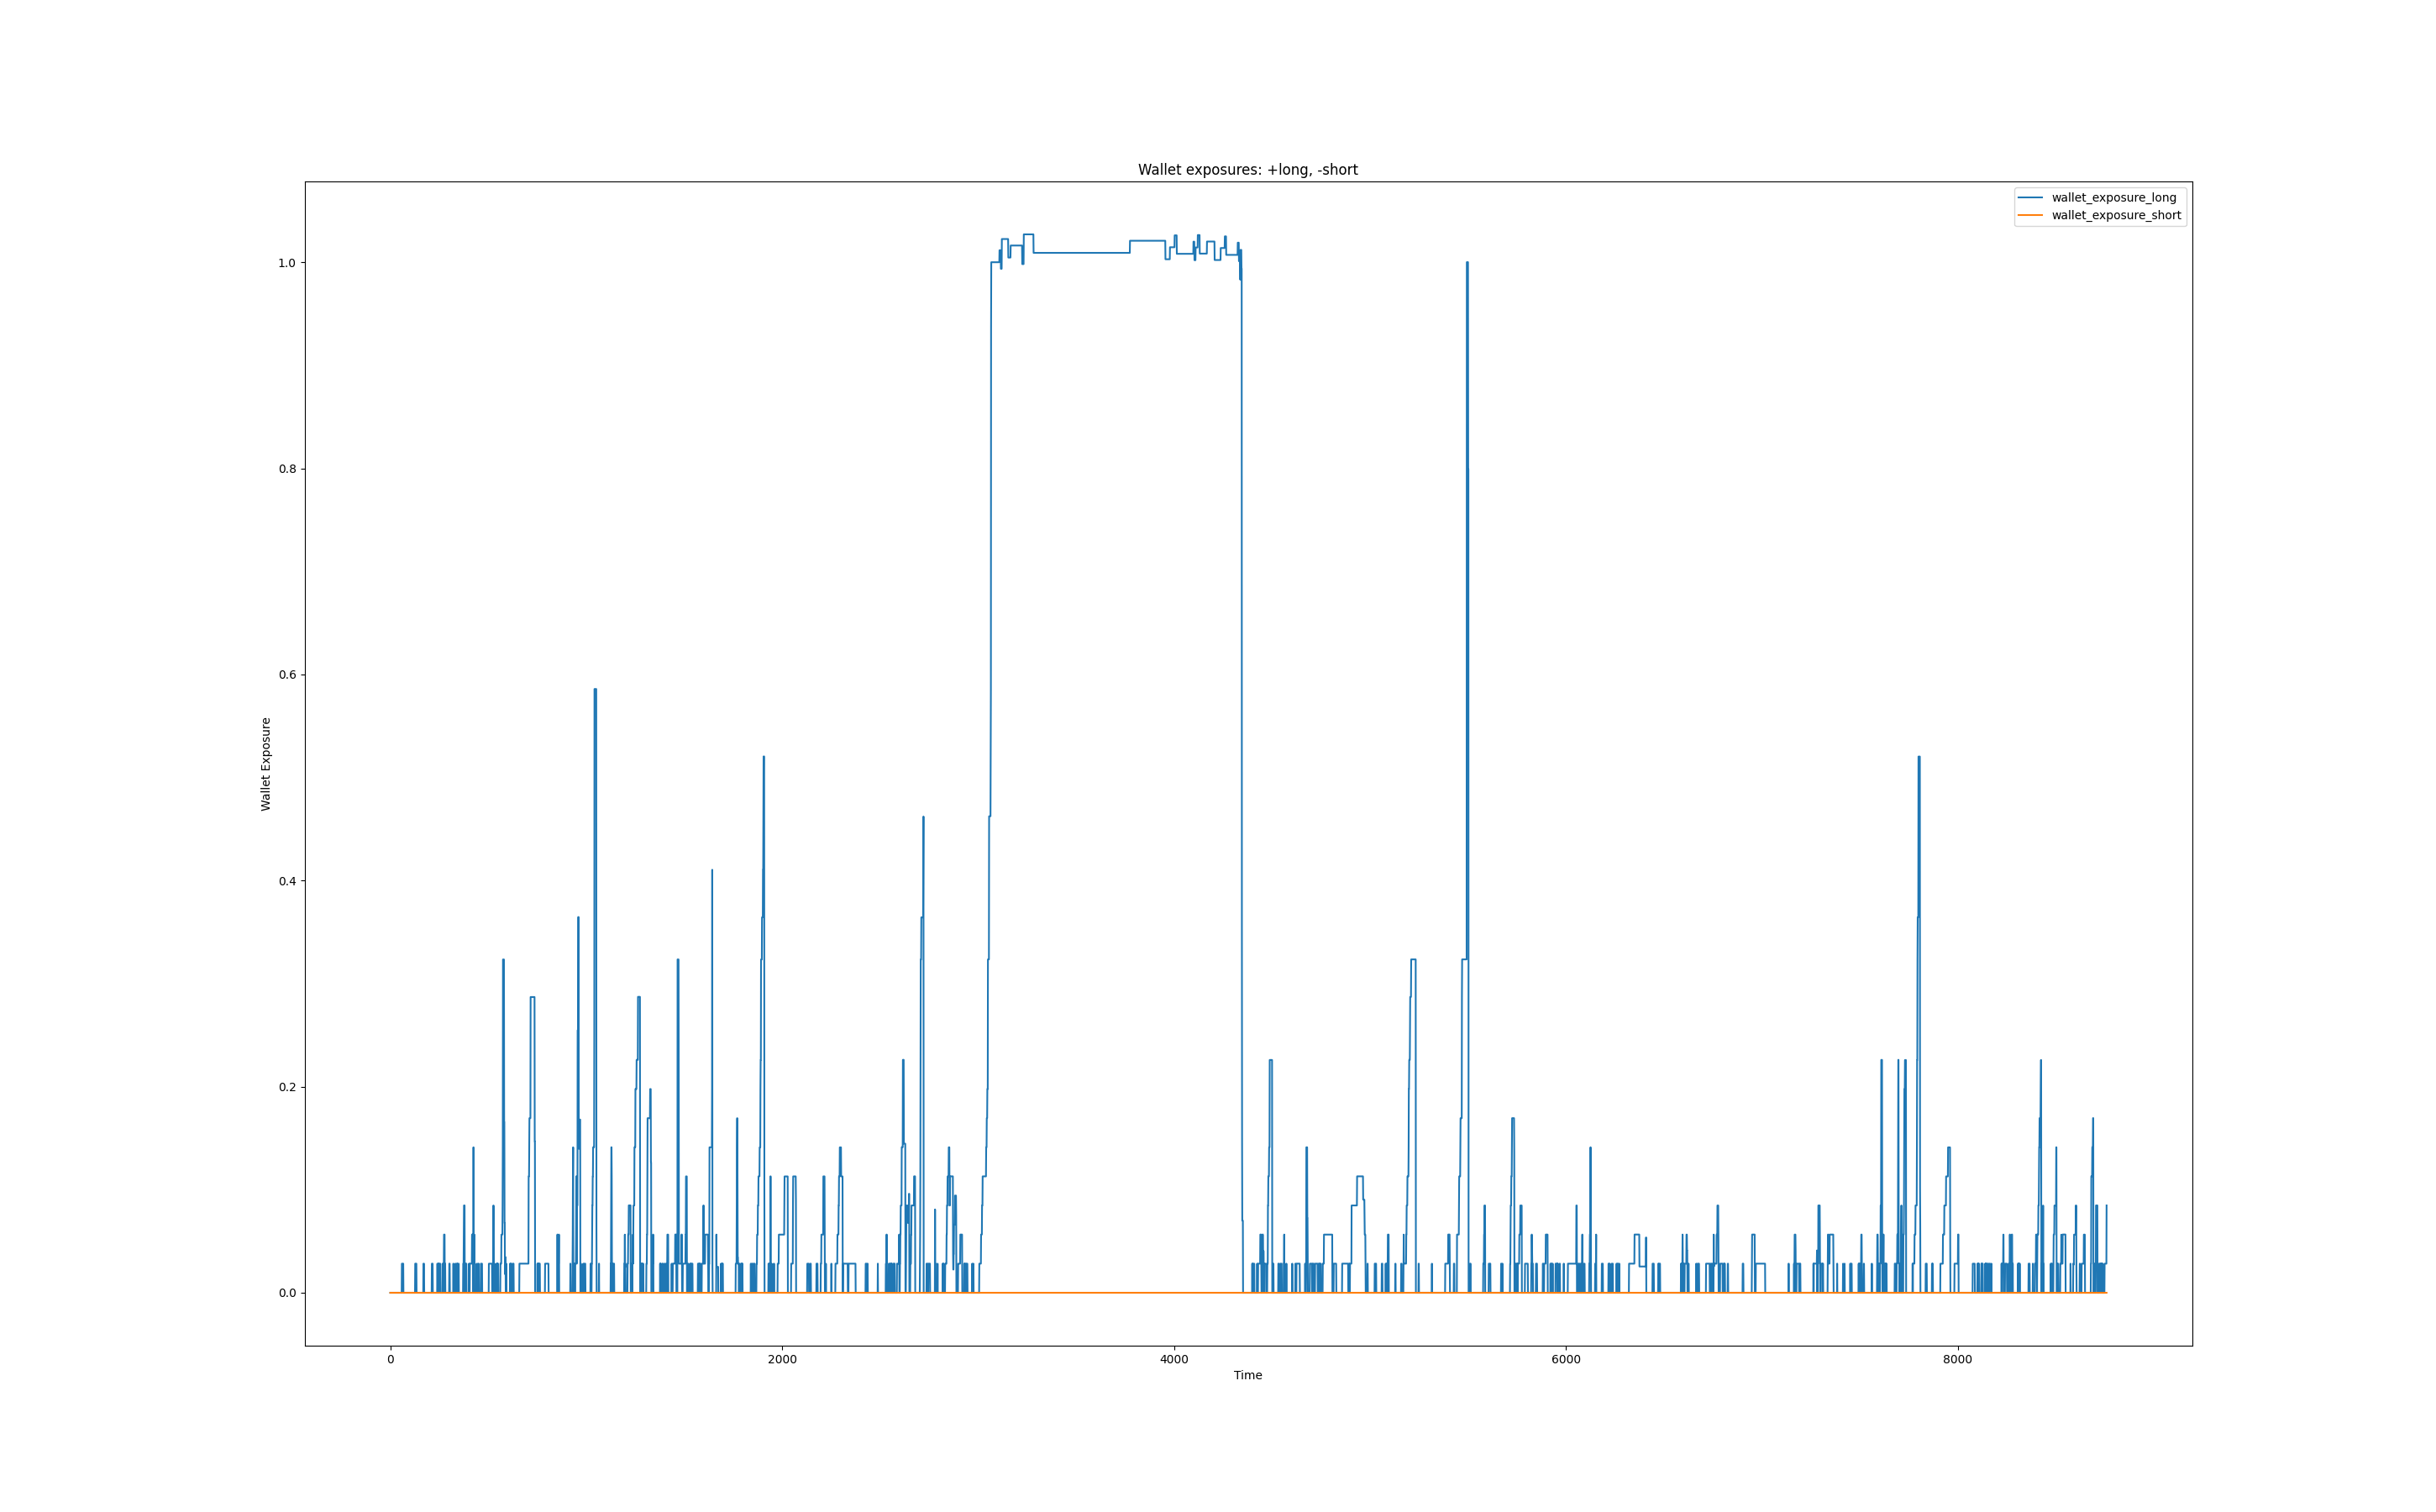 Wallet exposures: +long, -short
wallet_exposure_long
wallet_exposure_short
1.0
0.8
0.6
0.4
0.2
0.0
Wallet Exposure
0 2000 4000 6000 8000
Time